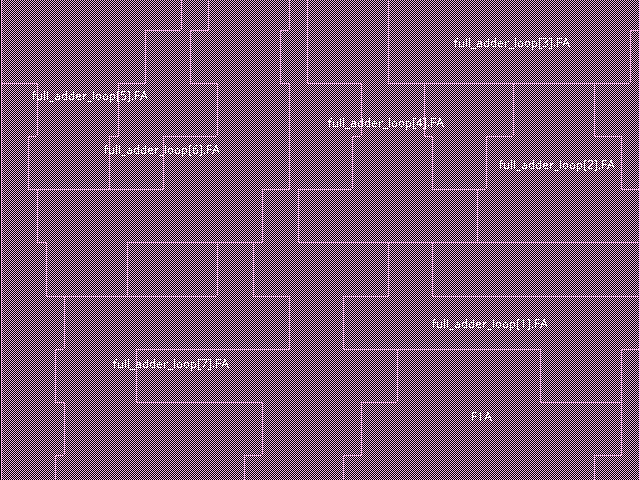 full_adder_loop[3].FA
full_adder_loop[5].FA
full_adder_loop[4].FA
full_adder_loop[6].FA
full_adder_loop[2].FA
full_adder_loop[1].FA
full_adder_loop[7].FA